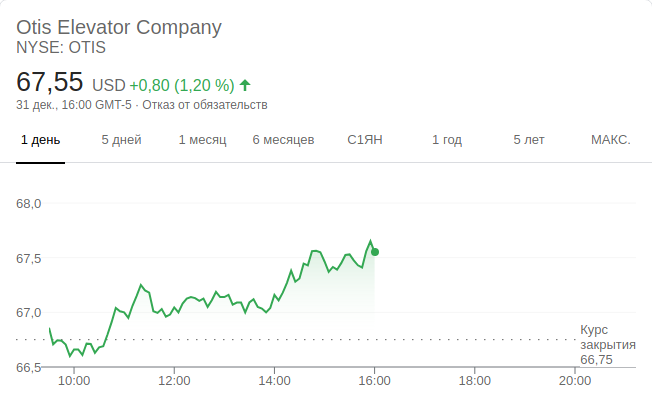 Otis Elevator Company
NYSE: OTIS
67,55 USD +0,80 (1,20 %)
31 дек., 16:00 GMT-5 · Отказ от обязательств
1 день 5 дней 1 месяц 6 месяцев С1ЯН 1 год 5 лет МАКС.
68,0
67,5
67,0
66,5
Курс
закрытия
66,75
10:00 12:00 14:00 16:00 18:00 20:00